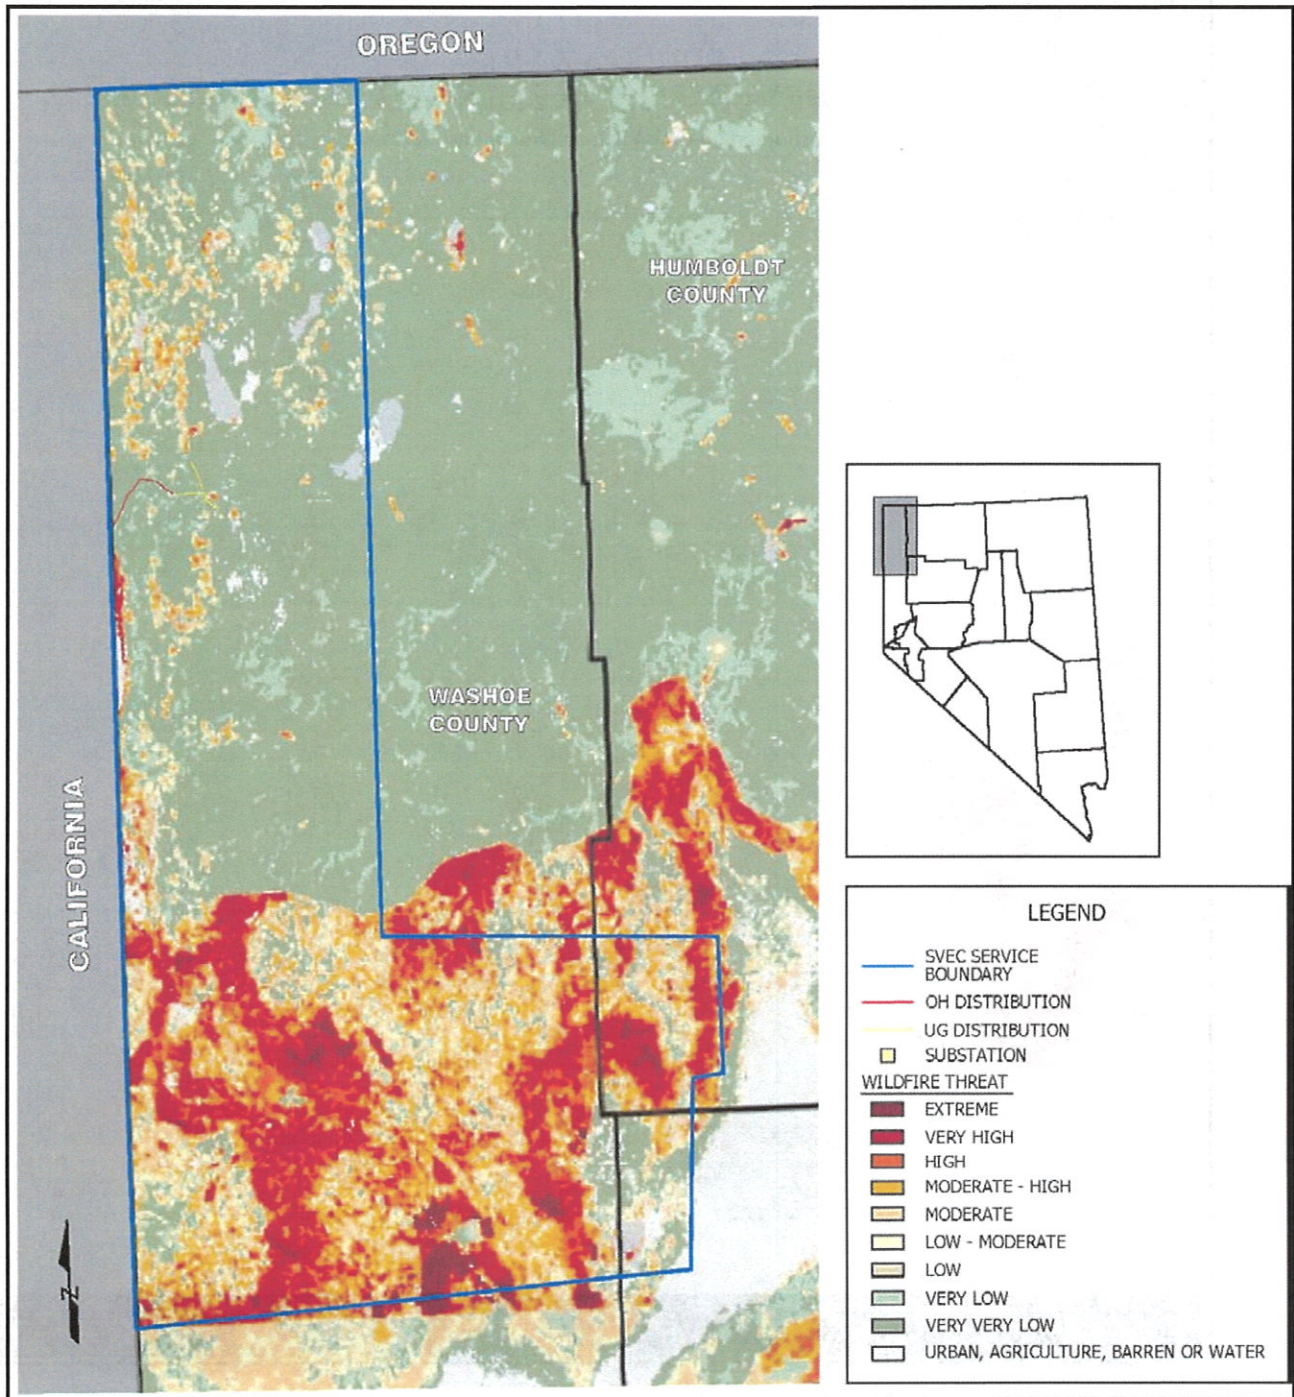 OREGON
HUMBOLDT
COUNTY
WASHOE
COUNTY
CALIFORNIA
N
LEGEND
SVEC SERVICE
BOUNDARY
OH DISTRIBUTION
UG DISTRIBUTION
SUBSTATION
WILDFIRE THREAT
EXTREME
VERY HIGH
HIGH
MODERATE - HIGH
MODERATE
LOW - MODERATE
LOW
VERY LOW
VERY VERY LOW
URBAN, AGRICULTURE, BARREN OR WATER